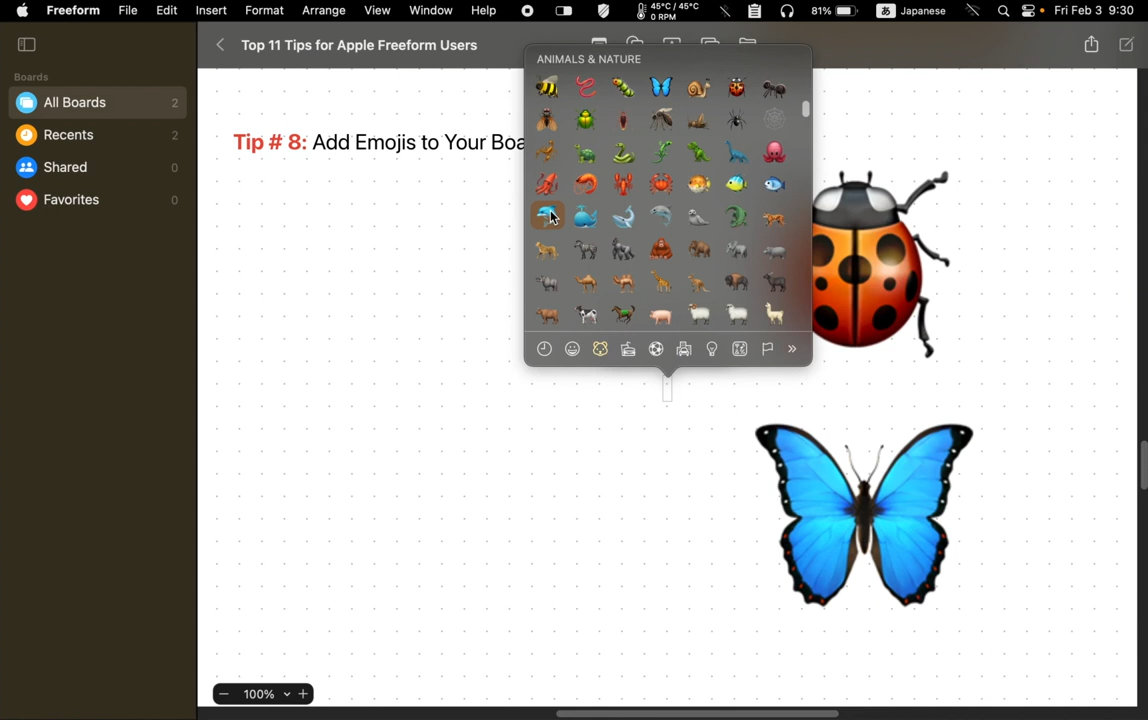 Freeform File Edit Insert Format Arrange View Window Help 45°C / 45°C 0 RPM 81% あ Japanese Fri Feb 3 9:30
Top 11 Tips for Apple Freeform Users
ANIMALS & NATURE
Boards
All Boards 2
Recents 2
Shared 0
Favorites 0
Tip # 8: Add Emojis to Your Boa
100%